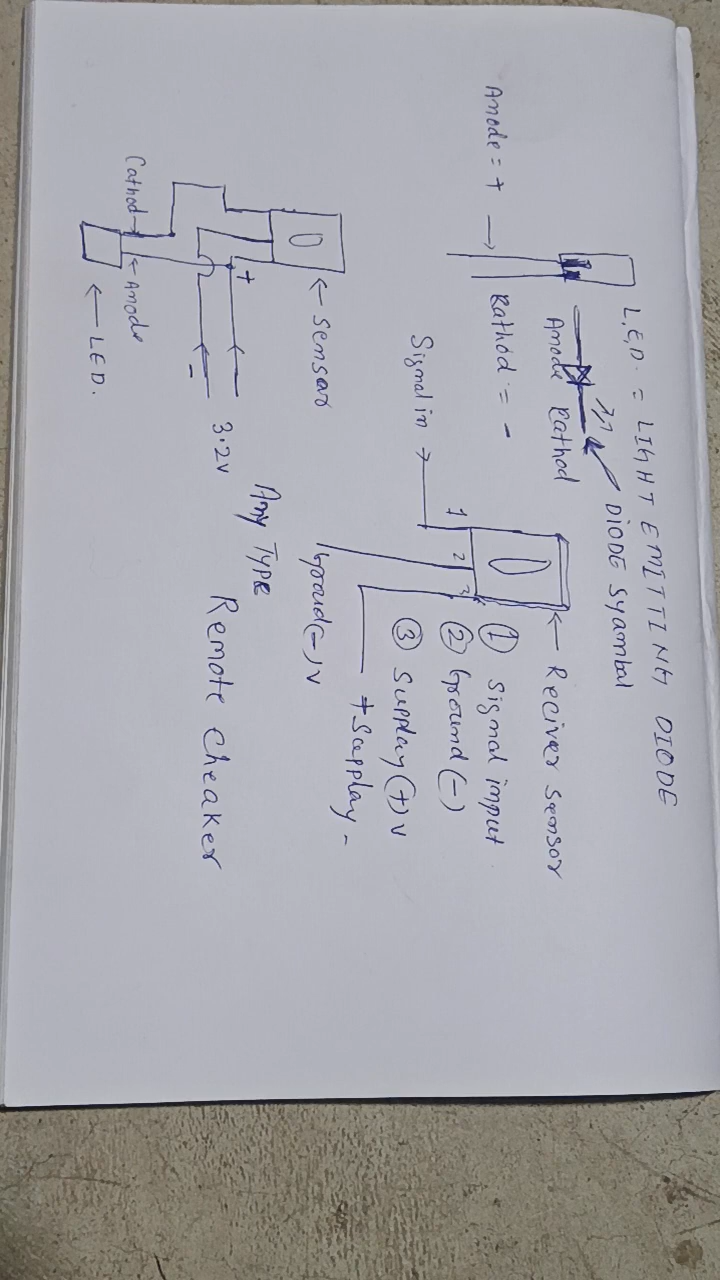 L.E.D. = LIGHT EMITTING DIODE
DIODE Syambal
Anode Kathod
Anode = +
Kathod = -
← Reciver Sensor
Signal in →
1 2 3
① Signal input
② Ground (-)
③ Supplay (+) v
+ Supplay -
Groud (-) v
← Sensor
+
-
3.2v
Any Type
Remote Cheaker
Cathod →
← Anode
← LED.